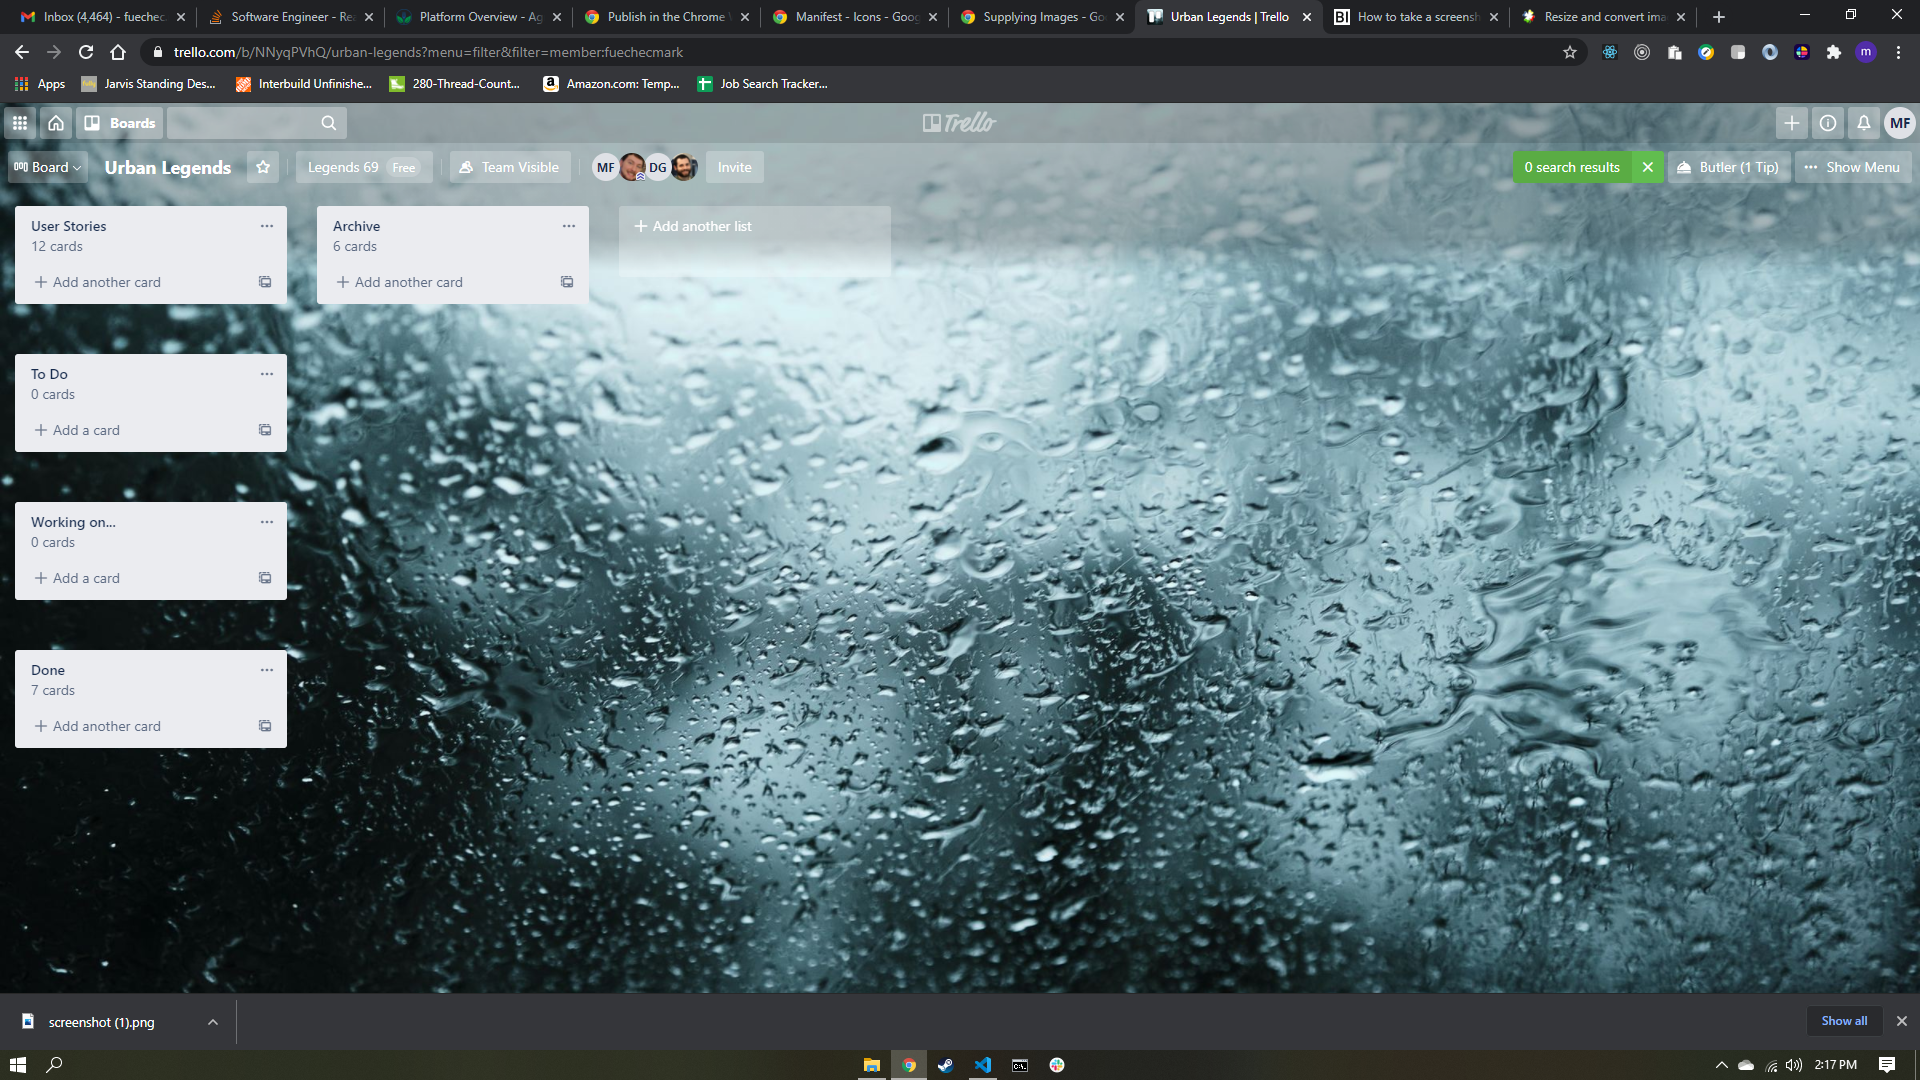 Inbox (4,464) - fuechec
Software Engineer - Re
Platform Overview - Ag
Publish in the Chrome
Manifest - Icons - Goog
Supplying Images - Go
Urban Legends | Trello
BI
How to take a screensh
Resize and convert ima
trello.com/b/NNyqPVhQ/urban-legends?menu=filter&filter=member:fuechecmark
m
Apps
Jarvis Standing Des...
Interbuild Unfinishe...
280-Thread-Count...
Amazon.com: Temp...
Job Search Tracker...
Boards
Trello
MF
Board
Urban Legends
Legends 69 Free
Team Visible
MF
DG
Invite
0 search results
Butler (1 Tip)
Show Menu
User Stories
12 cards
Add another card
Archive
6 cards
Add another card
Add another list
To Do
0 cards
Add a card
Working on...
0 cards
Add a card
Done
7 cards
Add another card
screenshot (1).png
Show all
2:17 PM